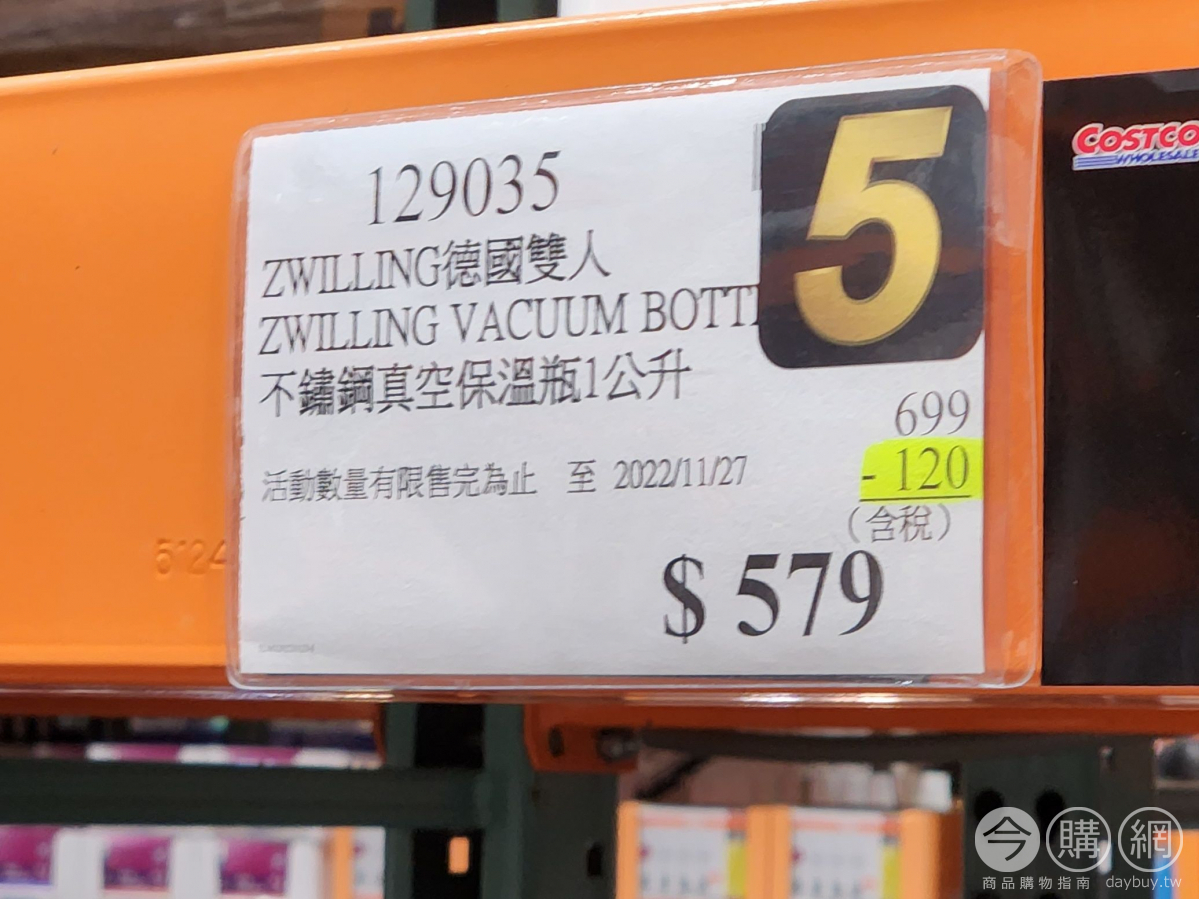 129035
5
COSTCO
WHOLESALE
ZWILLING德國雙人
ZWILLING VACUUM BOTT
不鏽鋼真空保溫瓶1公升
699
- 120
活動數量有限售完為止 至 2022/11/27
(含稅)
$ 579
今購網
商品購物指南 daybuy.tw